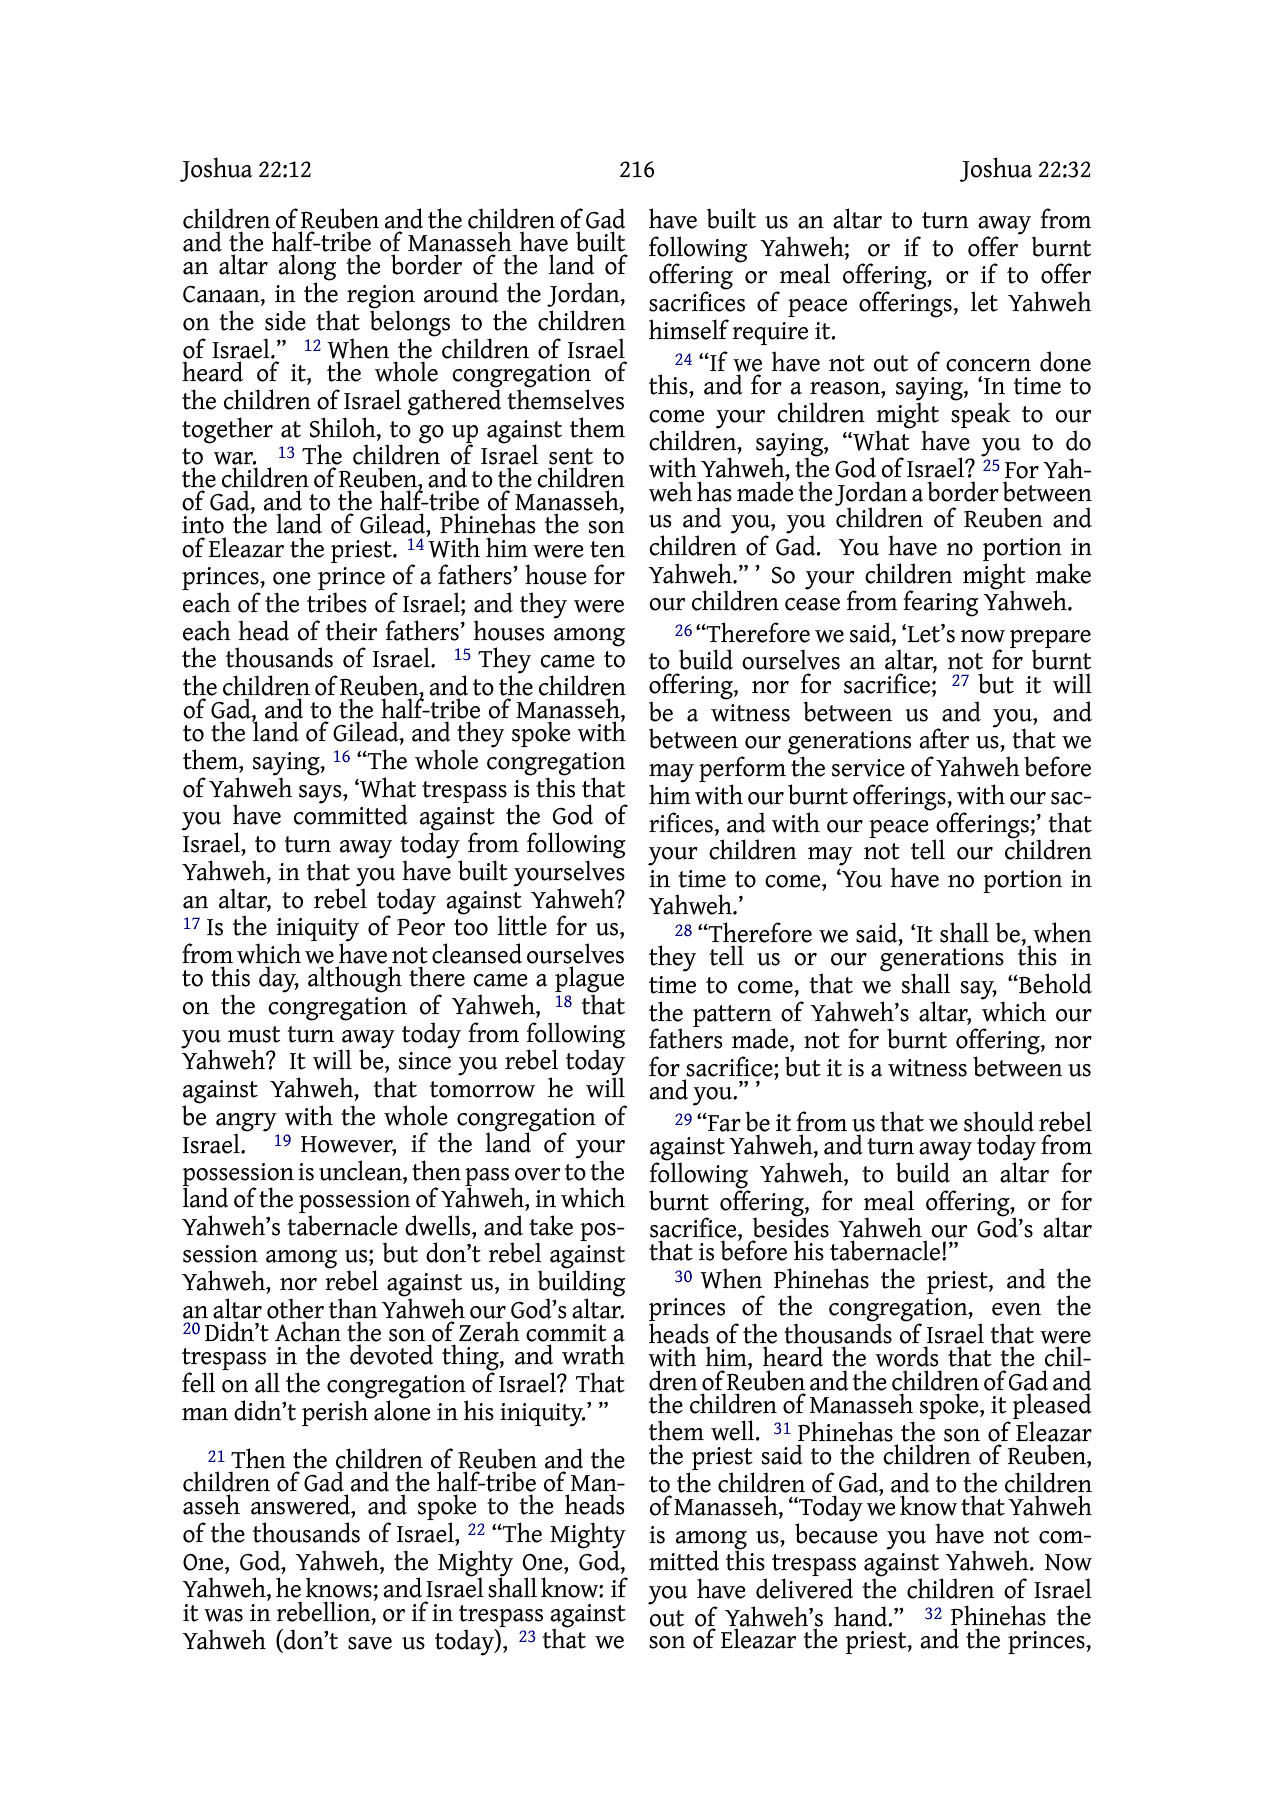 Joshua 22:12 216 Joshua 22:32
children of Reuben and the children of Gad
and the half-tribe of Manasseh have built
an altar along the border of the land of
Canaan, in the region around the Jordan,
on the side that belongs to the children
of Israel.” 12 When the children of Israel
heard of it, the whole congregation of
the children of Israel gathered themselves
together at Shiloh, to go up against them
to war. 13 The children of Israel sent to
the children of Reuben, and to the children
of Gad, and to the half-tribe of Manasseh,
into the land of Gilead, Phinehas the son
of Eleazar the priest. 14 With him were ten
princes, one prince of a fathers’ house for
each of the tribes of Israel; and they were
each head of their fathers’ houses among
the thousands of Israel. 15 They came to
the children of Reuben, and to the children
of Gad, and to the half-tribe of Manasseh,
to the land of Gilead, and they spoke with
them, saying, 16 “The whole congregation
of Yahweh says, ‘What trespass is this that
you have committed against the God of
Israel, to turn away today from following
Yahweh, in that you have built yourselves
an altar, to rebel today against Yahweh?
17 Is the iniquity of Peor too little for us,
from which we have not cleansed ourselves
to this day, although there came a plague
on the congregation of Yahweh, 18 that
you must turn away today from following
Yahweh? It will be, since you rebel today
against Yahweh, that tomorrow he will
be angry with the whole congregation of
Israel. 19 However, if the land of your
possession is unclean, then pass over to the
land of the possession of Yahweh, in which
Yahweh’s tabernacle dwells, and take pos-
session among us; but don’t rebel against
Yahweh, nor rebel against us, in building
an altar other than Yahweh our God’s altar.
20 Didn’t Achan the son of Zerah commit a
trespass in the devoted thing, and wrath
fell on all the congregation of Israel? That
man didn’t perish alone in his iniquity.’ ”
21 Then the children of Reuben and the
children of Gad and the half-tribe of Man-
asseh answered, and spoke to the heads
of the thousands of Israel, 22 “The Mighty
One, God, Yahweh, the Mighty One, God,
Yahweh, he knows; and Israel shall know: if
it was in rebellion, or if in trespass against
Yahweh (don’t save us today), 23 that we
have built us an altar to turn away from
following Yahweh; or if to offer burnt
offering or meal offering, or if to offer
sacrifices of peace offerings, let Yahweh
himself require it.
24 “If we have not out of concern done
this, and for a reason, saying, ‘In time to
come your children might speak to our
children, saying, “What have you to do
with Yahweh, the God of Israel? 25 For Yah-
weh has made the Jordan a border between
us and you, you children of Reuben and
children of Gad. You have no portion in
Yahweh.” ’ So your children might make
our children cease from fearing Yahweh.
26 “Therefore we said, ‘Let’s now prepare
to build ourselves an altar, not for burnt
offering, nor for sacrifice; 27 but it will
be a witness between us and you, and
between our generations after us, that we
may perform the service of Yahweh before
him with our burnt offerings, with our sac-
rifices, and with our peace offerings;’ that
your children may not tell our children
in time to come, ‘You have no portion in
Yahweh.’
28 “Therefore we said, ‘It shall be, when
they tell us or our generations this in
time to come, that we shall say, “Behold
the pattern of Yahweh’s altar, which our
fathers made, not for burnt offering, nor
for sacrifice; but it is a witness between us
and you.” ’
29 “Far be it from us that we should rebel
against Yahweh, and turn away today from
following Yahweh, to build an altar for
burnt offering, for meal offering, or for
sacrifice, besides Yahweh our God’s altar
that is before his tabernacle!”
30 When Phinehas the priest, and the
princes of the congregation, even the
heads of the thousands of Israel that were
with him, heard the words that the chil-
dren of Reuben and the children of Gad and
the children of Manasseh spoke, it pleased
them well. 31 Phinehas the son of Eleazar
the priest said to the children of Reuben,
to the children of Gad, and to the children
of Manasseh, “Today we know that Yahweh
is among us, because you have not com-
mitted this trespass against Yahweh. Now
you have delivered the children of Israel
out of Yahweh’s hand.” 32 Phinehas the
son of Eleazar the priest, and the princes,